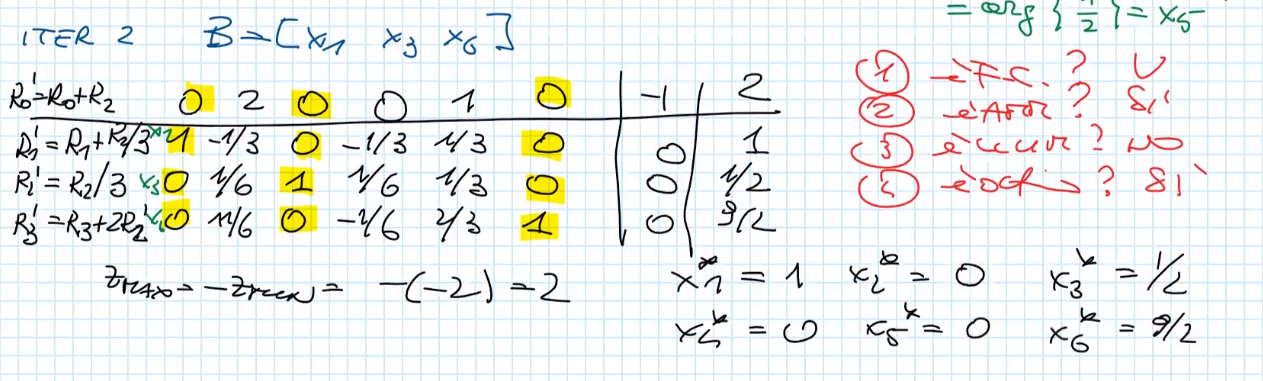 = arg { 1/2 } = x5
ITER 2 B = [x1 x3 x6]
R0' = R0+R2 0 2 0 0 1 0 -1 2
R1' = R1+R2/3 x1 1 -1/3 0 -1/3 1/3 0 0 1
R2' = R2/3 x3 0 1/6 1 1/6 1/3 0 0 1/2
R3' = R3+2R2' x6 0 11/6 0 -1/6 2/3 1 0 9/2
① è F.C. ? V
② è AMM ? SI'
③ è ? NO
④ è ? SI'
zMAX = -zMIN = -(-2) = 2
x1* = 1 x2* = 0 x3* = 1/2
x4* = 0 x5* = 0 x6* = 9/2